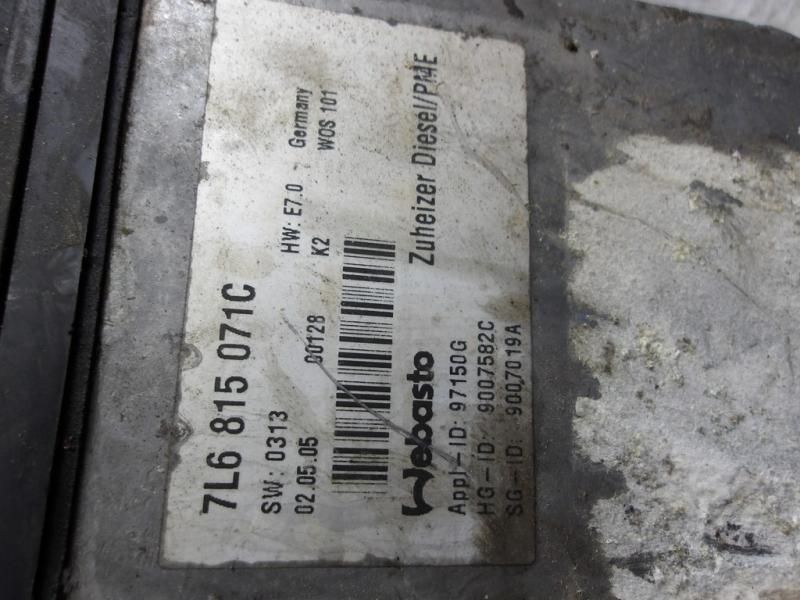 7L6 815 071C
SW: 0313 HW: E7.0 Germany
02.05.05 00128 K2 WOS 101
Webasto Zuheizer Diesel/PME
Appl-ID: 97150G
HG-ID: 9007582C
SG-ID: 9007019A